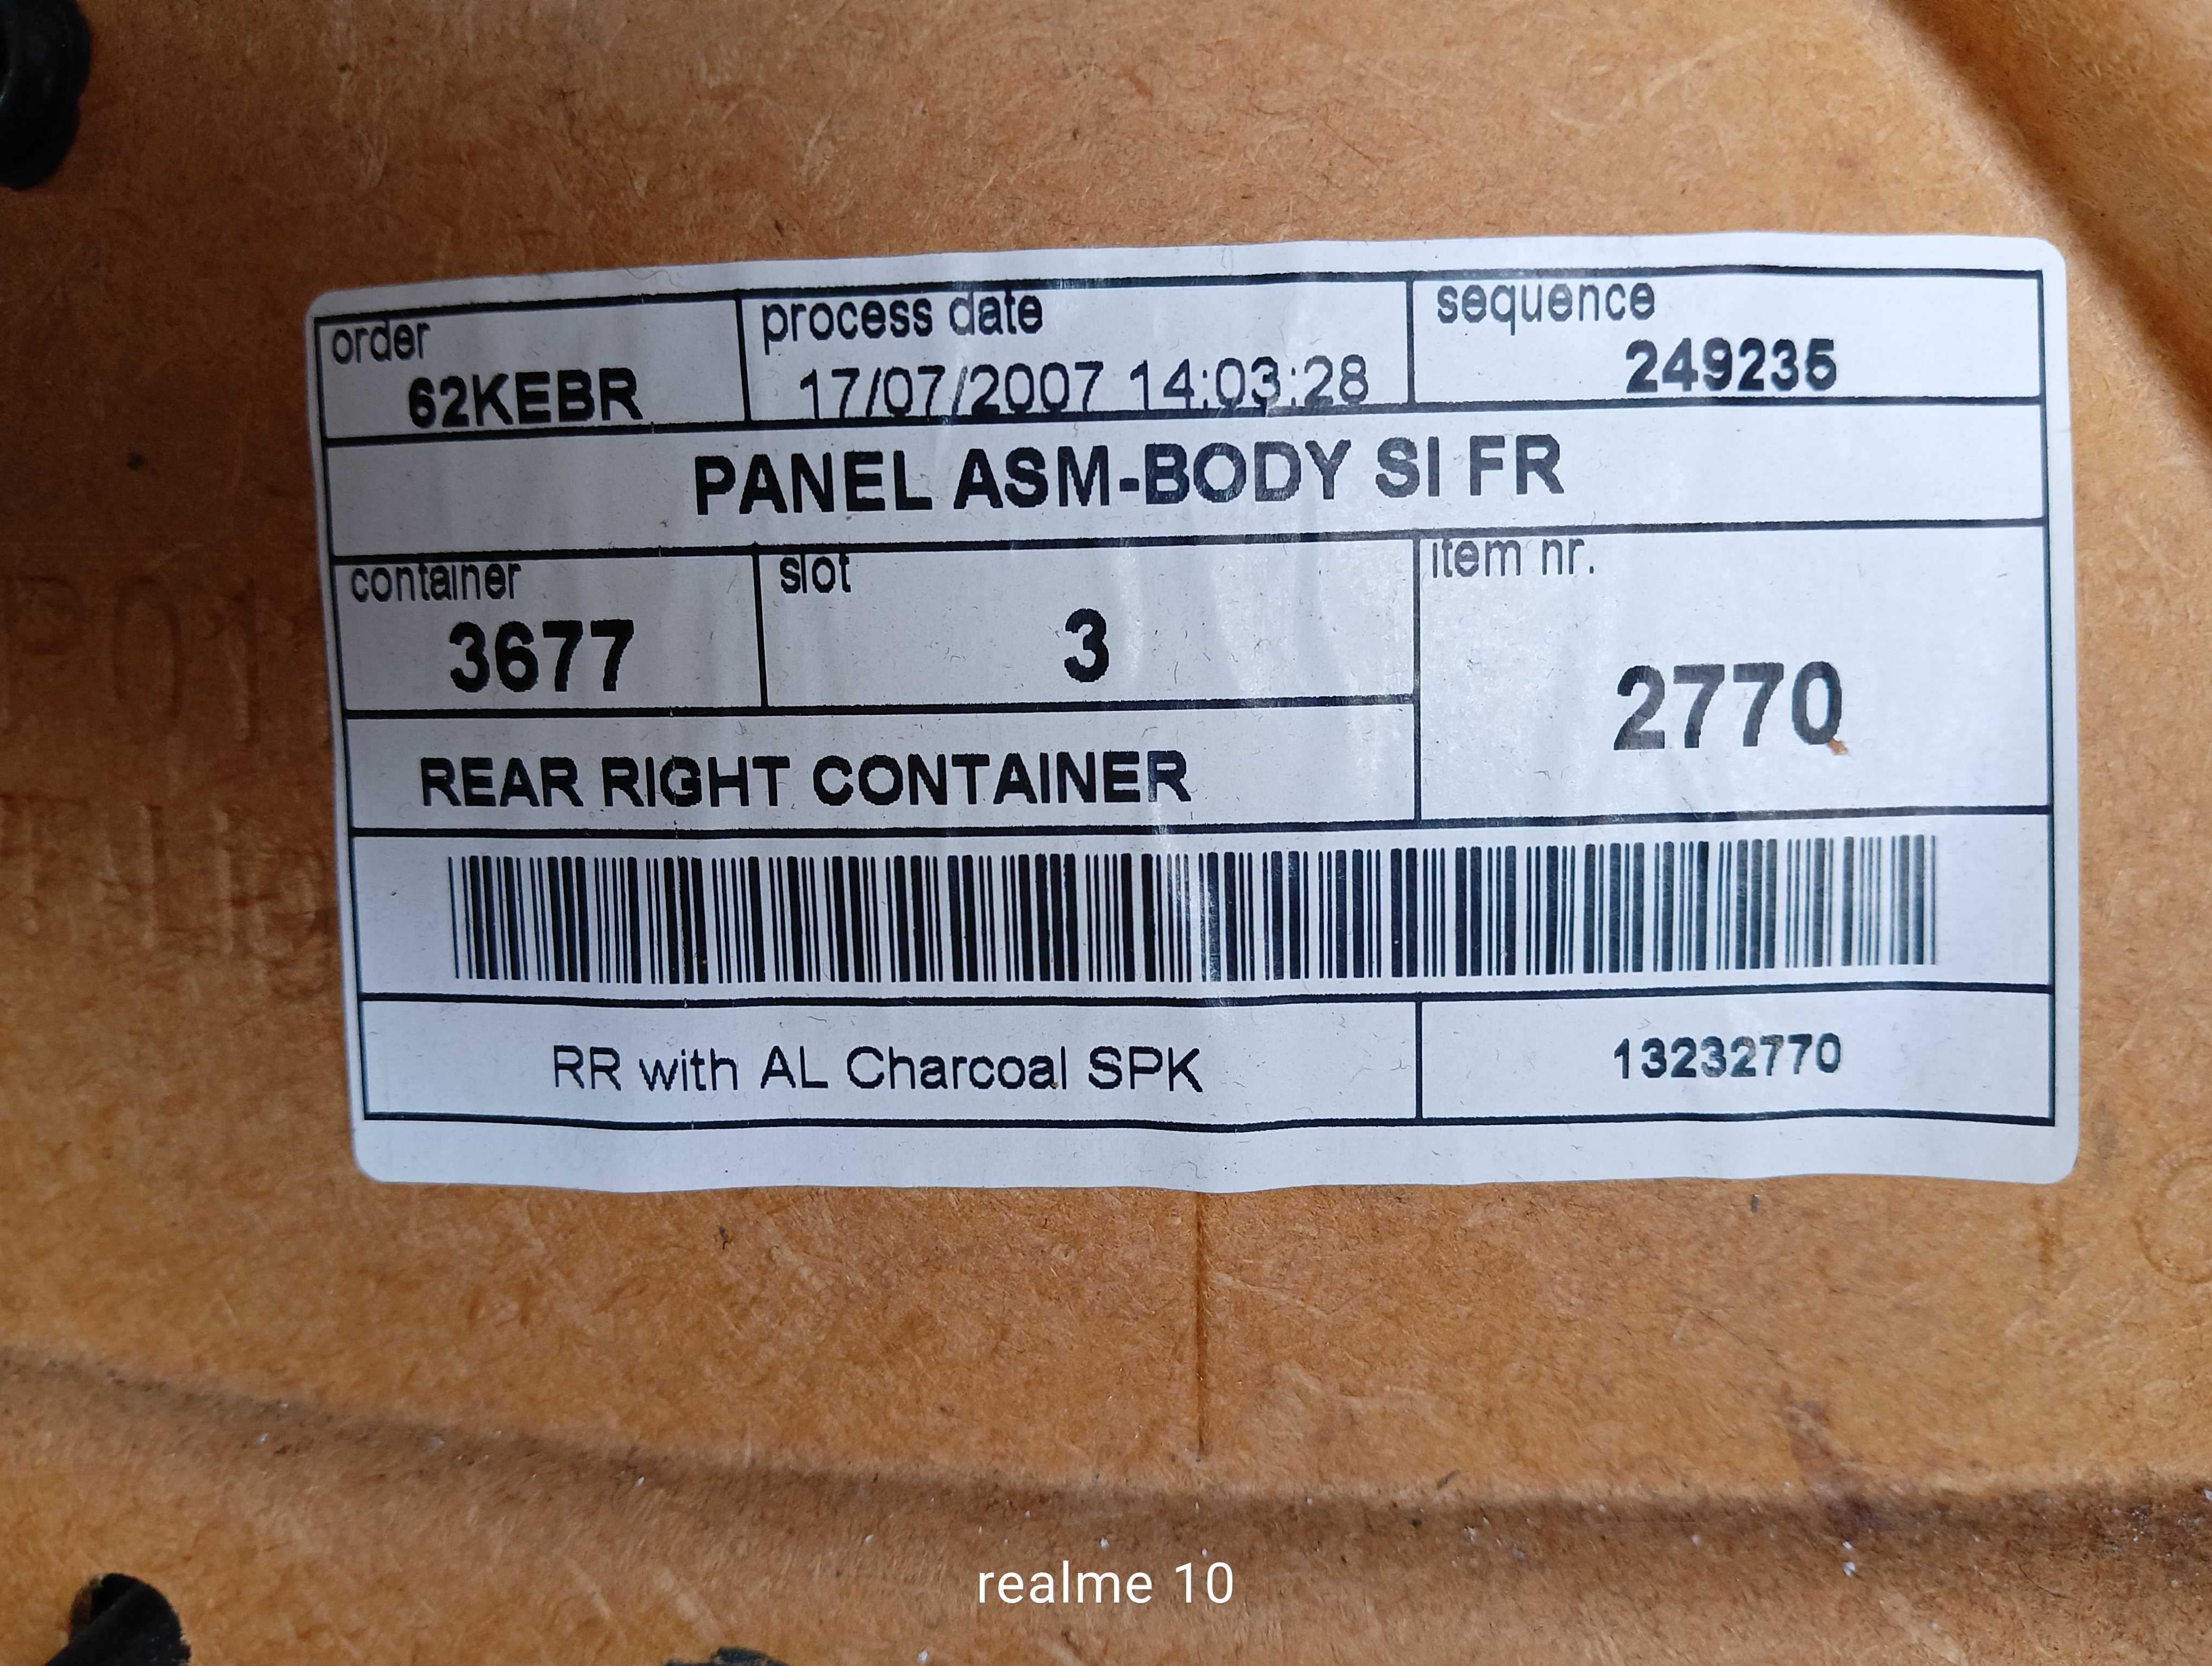 order
62KEBR
process date
17/07/2007 14:03:28
sequence
249235
PANEL ASM-BODY SI FR
container
3677
slot
3
item nr.
2770
REAR RIGHT CONTAINER
RR with AL Charcoal SPK
13232770
realme 10